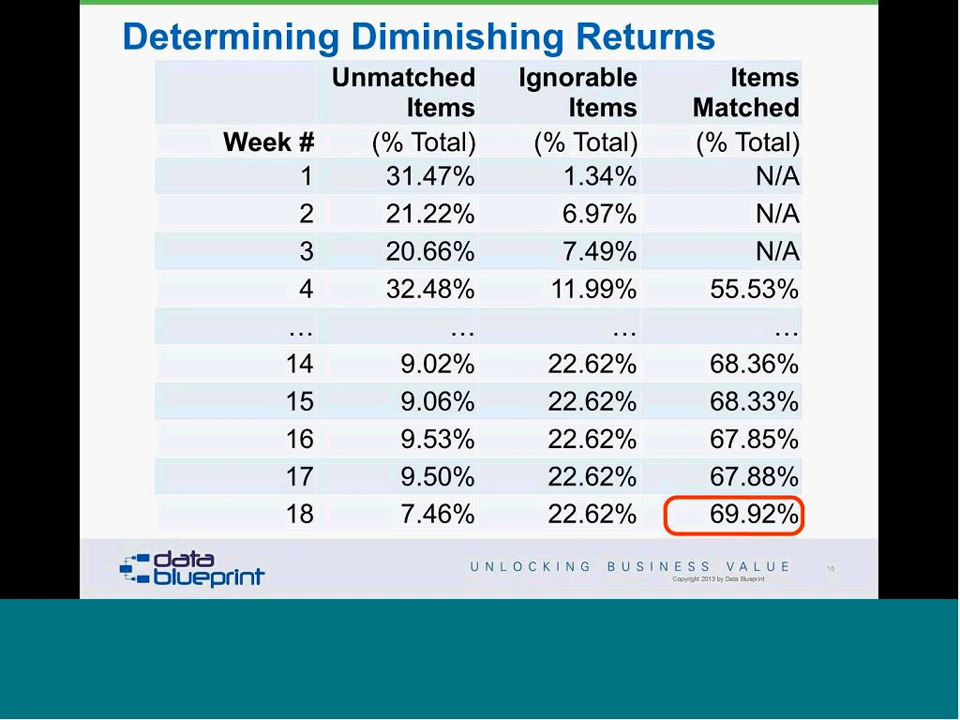 Determining Diminishing Returns
Unmatched Items Ignorable Items Items Matched
Week # (% Total) (% Total) (% Total)
1 31.47% 1.34% N/A
2 21.22% 6.97% N/A
3 20.66% 7.49% N/A
4 32.48% 11.99% 55.53%
… … … …
14 9.02% 22.62% 68.36%
15 9.06% 22.62% 68.33%
16 9.53% 22.62% 67.85%
17 9.50% 22.62% 67.88%
18 7.46% 22.62% 69.92%
data
blueprint
UNLOCKING BUSINESS VALUE
Copyright 2013 by Data Blueprint